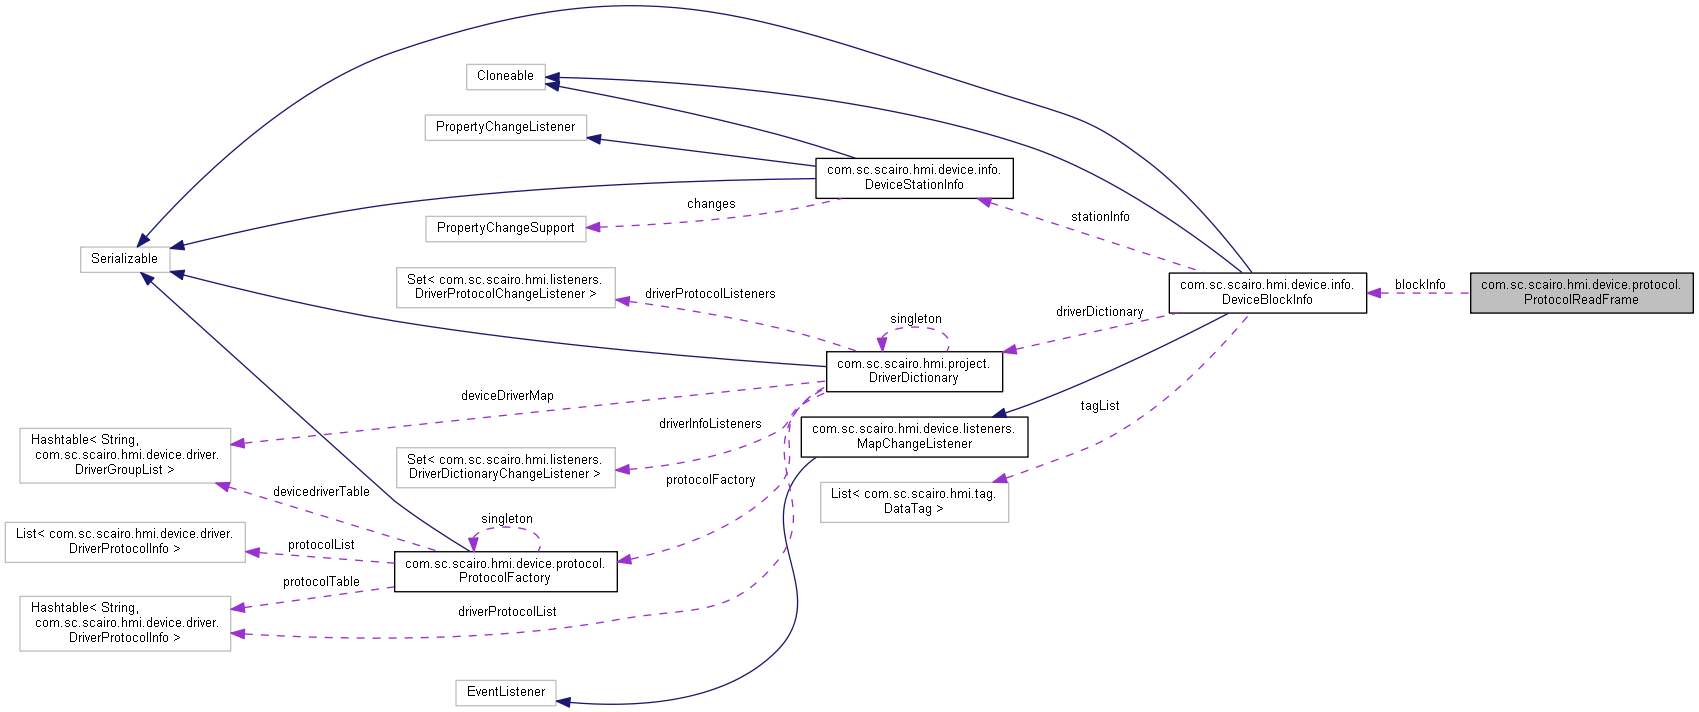 Cloneable
PropertyChangeListener
com.sc.scairo.hmi.device.info.
DeviceStationInfo
changes
PropertyChangeSupport
stationInfo
Serializable
Set< com.sc.scairo.hmi.listeners.
DriverProtocolChangeListener >
driverProtocolListeners
com.sc.scairo.hmi.device.info.
DeviceBlockInfo
blockInfo
com.sc.scairo.hmi.device.protocol.
ProtocolReadFrame
singleton
driverDictionary
com.sc.scairo.hmi.project.
DriverDictionary
deviceDriverMap
tagList
driverInfoListeners
com.sc.scairo.hmi.device.listeners.
MapChangeListener
Hashtable< String,
com.sc.scairo.hmi.device.driver.
DriverGroupList >
Set< com.sc.scairo.hmi.listeners.
DriverDictionaryChangeListener >
protocolFactory
devicedriverTable
List< com.sc.scairo.hmi.tag.
DataTag >
singleton
List< com.sc.scairo.hmi.device.driver.
DriverProtocolInfo >
protocolList
com.sc.scairo.hmi.device.protocol.
ProtocolFactory
protocolTable
Hashtable< String,
com.sc.scairo.hmi.device.driver.
DriverProtocolInfo >
driverProtocolList
EventListener